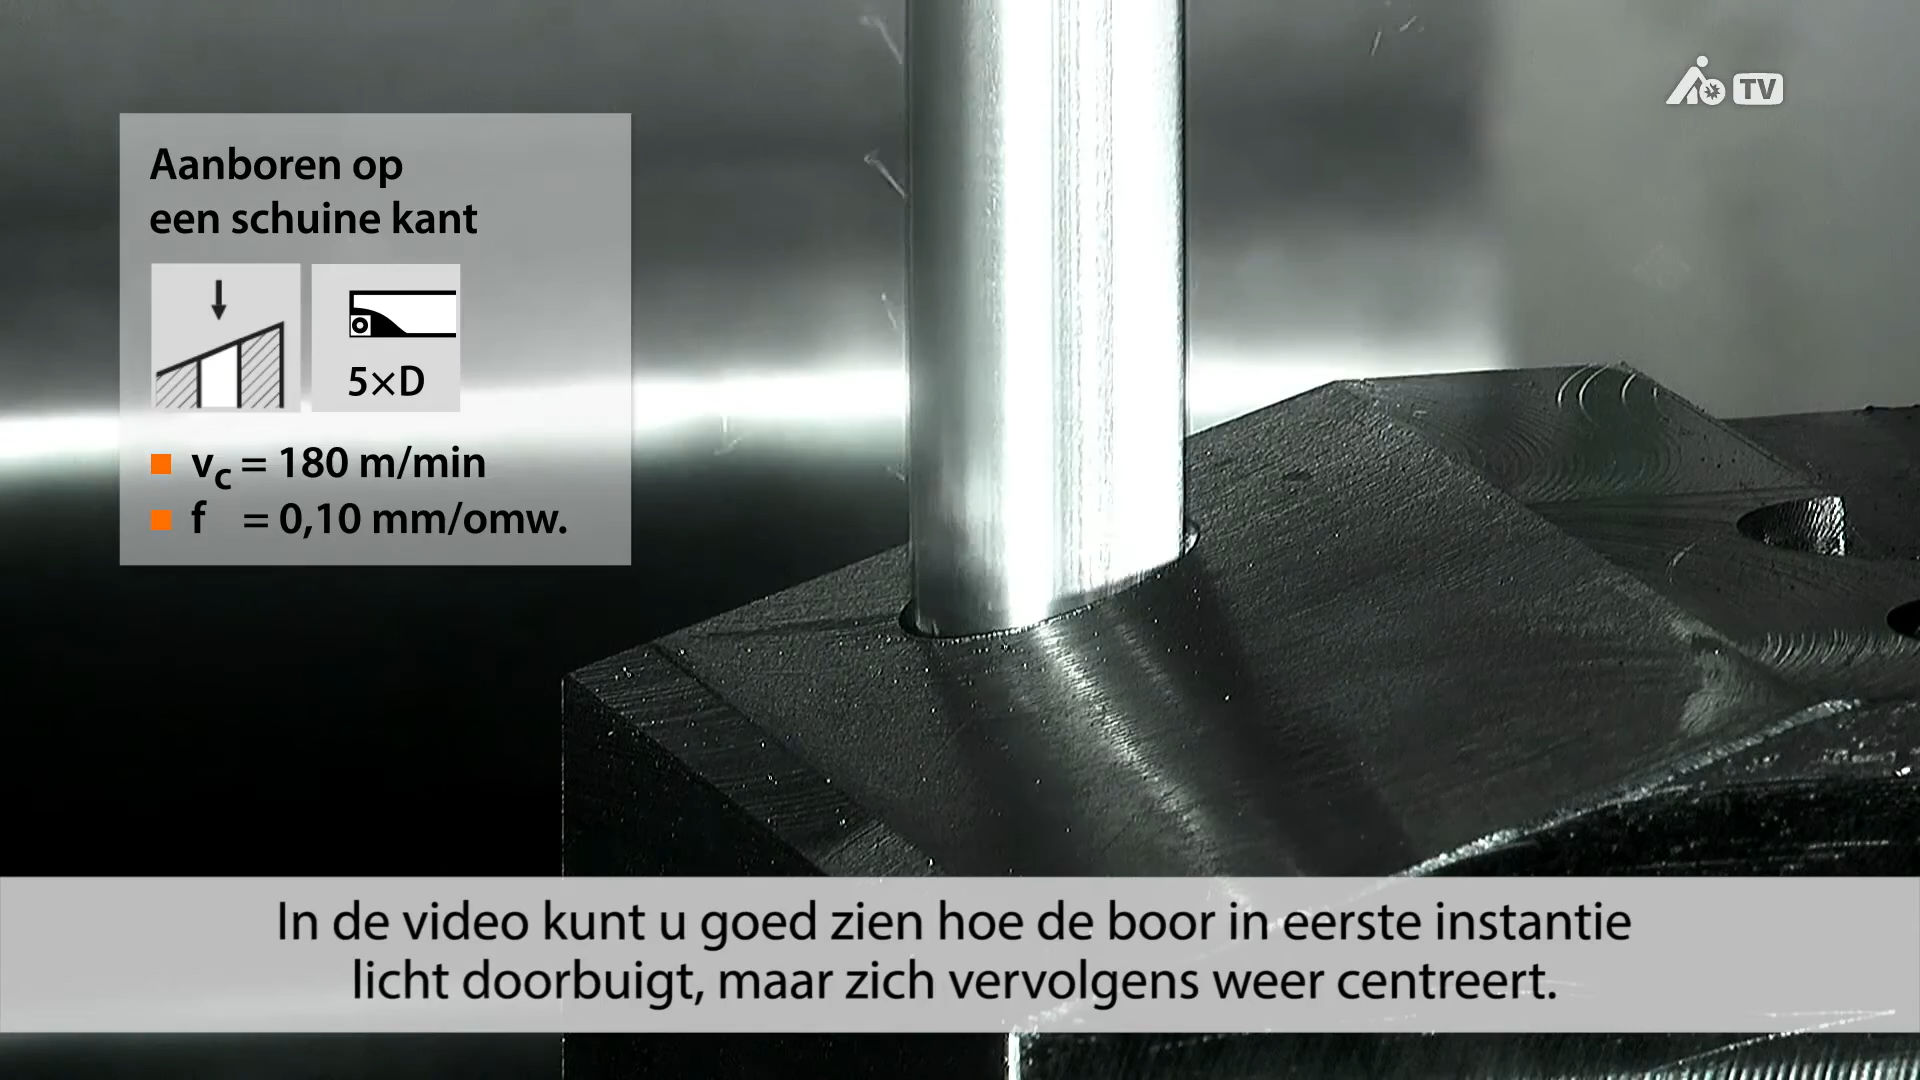 TV
Aanboren op
een schuine kant
5×D
vc = 180 m/min
f = 0,10 mm/omw.
In de video kunt u goed zien hoe de boor in eerste instantie
licht doorbuigt, maar zich vervolgens weer centreert.